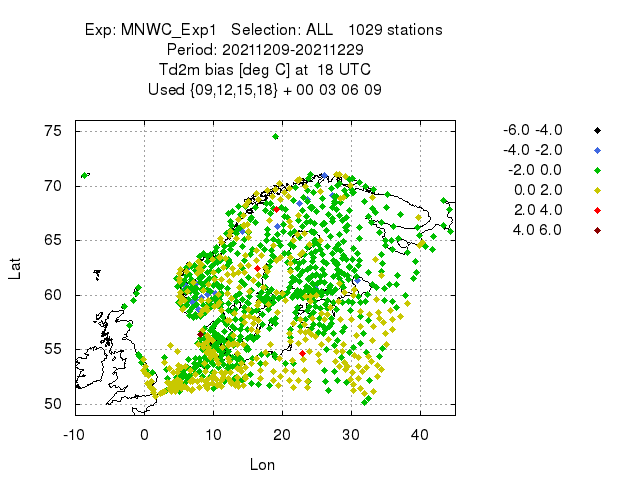 Exp: MNWC_Exp1 Selection: ALL 1029 stations
Period: 20211209-20211229
Td2m bias [deg C] at 18 UTC
Used {09,12,15,18} + 00 03 06 09
-6.0 -4.0
-4.0 -2.0
-2.0 0.0
0.0 2.0
2.0 4.0
4.0 6.0
75
70
65
60
55
50
Lat
-10 0 10 20 30 40
Lon